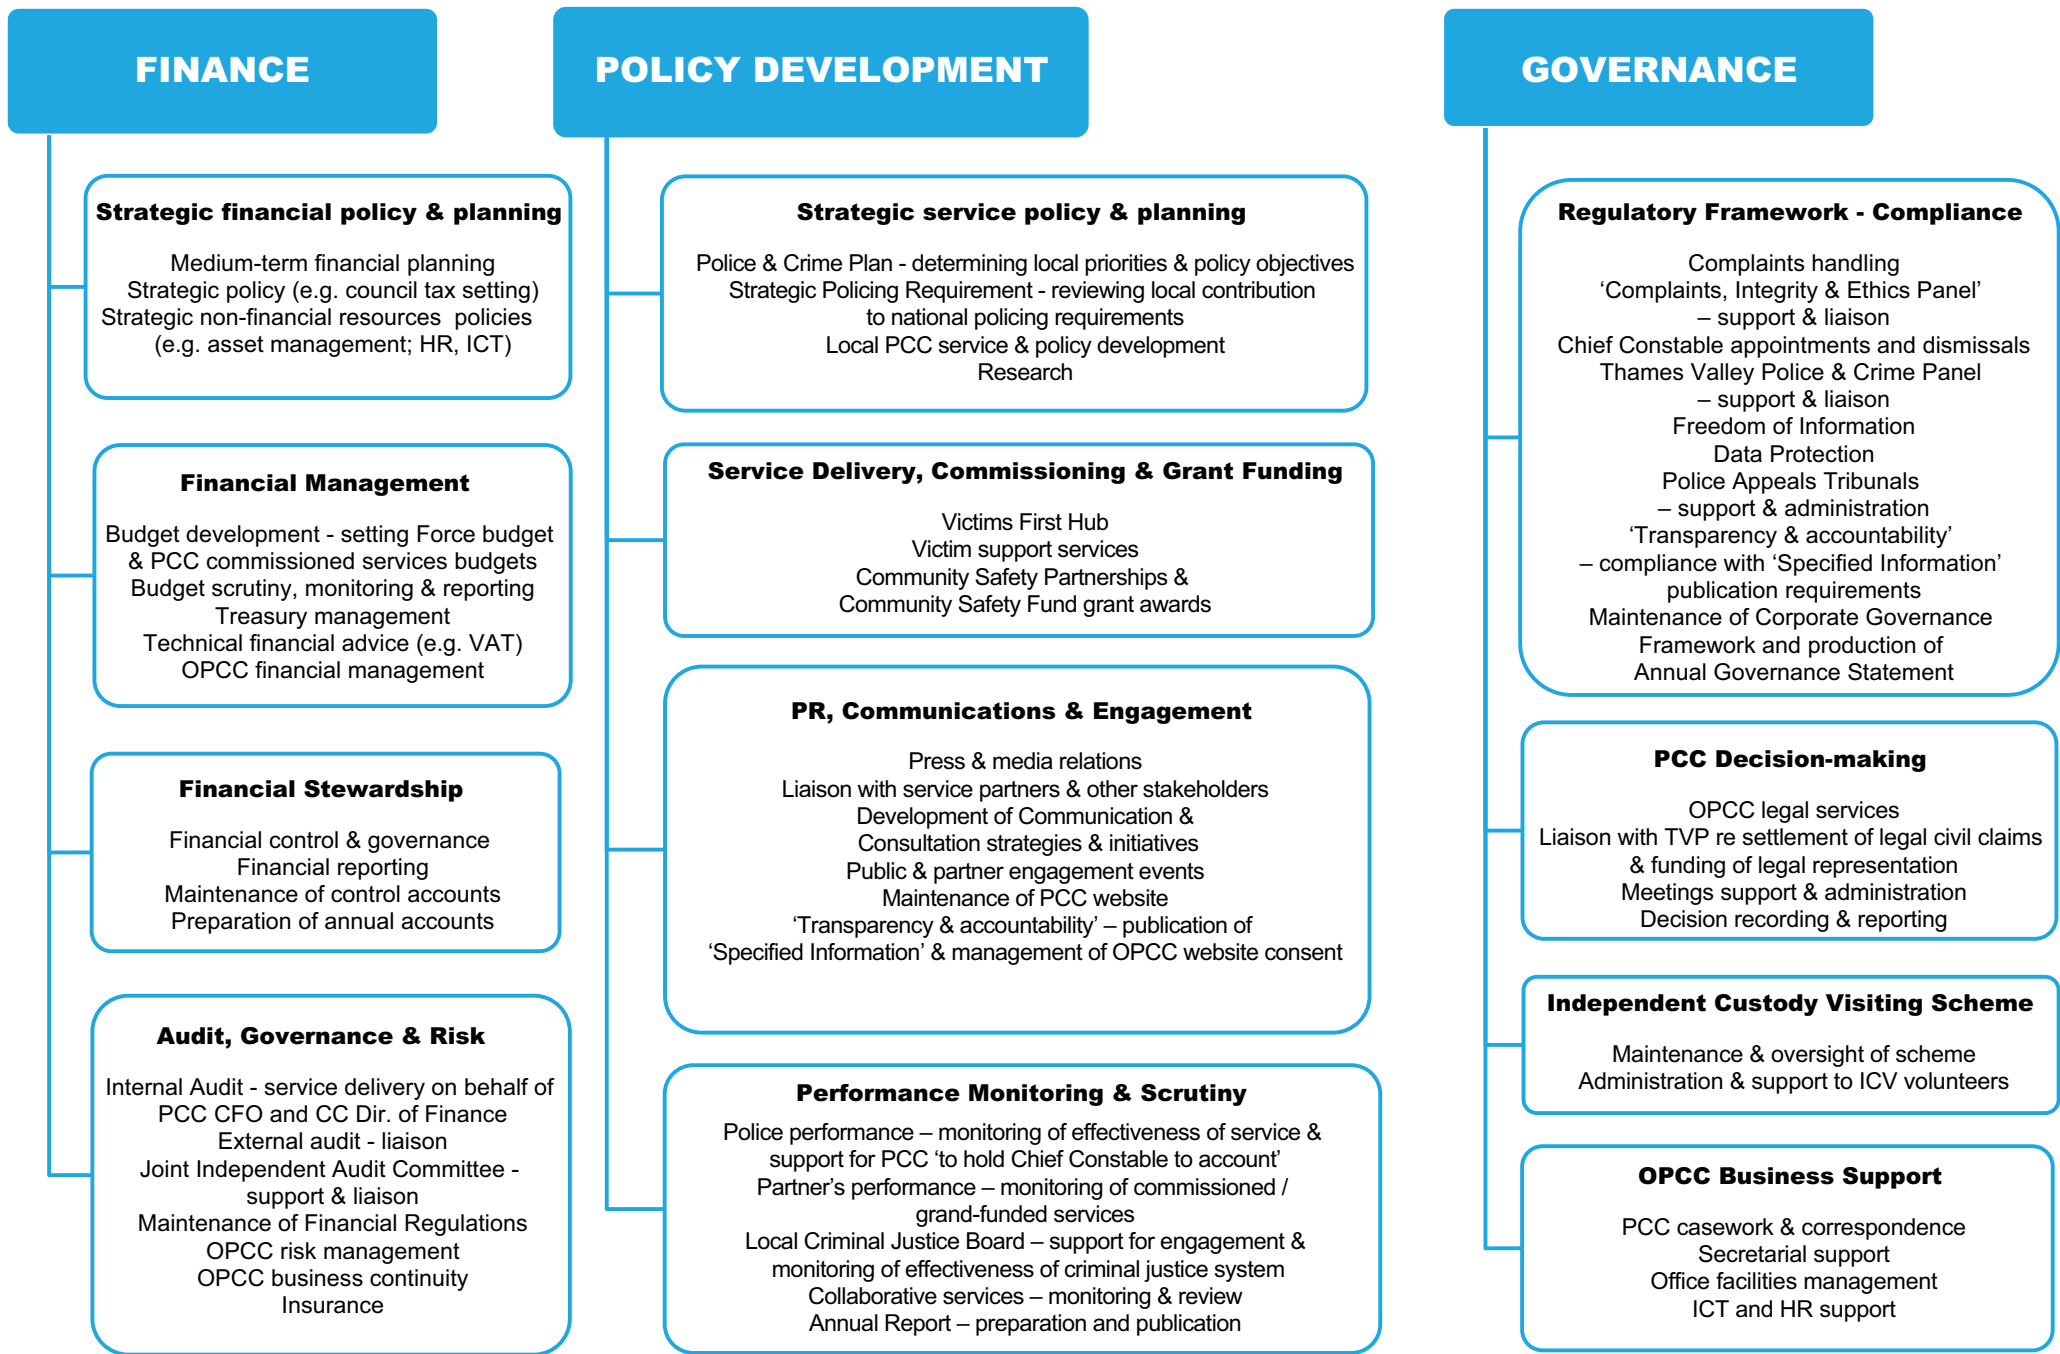 FINANCE
Strategic financial policy & planning
Medium-term financial planning
Strategic policy (e.g. council tax setting)
Strategic non-financial resources policies
(e.g. asset management; HR, ICT)
Financial Management
Budget development - setting Force budget
& PCC commissioned services budgets
Budget scrutiny, monitoring & reporting
Treasury management
Technical financial advice (e.g. VAT)
OPCC financial management
Financial Stewardship
Financial control & governance
Financial reporting
Maintenance of control accounts
Preparation of annual accounts
Audit, Governance & Risk
Internal Audit - service delivery on behalf of
PCC CFO and CC Dir. of Finance
External audit - liaison
Joint Independent Audit Committee -
support & liaison
Maintenance of Financial Regulations
OPCC risk management
OPCC business continuity
Insurance
POLICY DEVELOPMENT
Strategic service policy & planning
Police & Crime Plan - determining local priorities & policy objectives
Strategic Policing Requirement - reviewing local contribution
to national policing requirements
Local PCC service & policy development
Research
Service Delivery, Commissioning & Grant Funding
Victims First Hub
Victim support services
Community Safety Partnerships &
Community Safety Fund grant awards
PR, Communications & Engagement
Press & media relations
Liaison with service partners & other stakeholders
Development of Communication &
Consultation strategies & initiatives
Public & partner engagement events
Maintenance of PCC website
‘Transparency & accountability’ – publication of
‘Specified Information’ & management of OPCC website consent
Performance Monitoring & Scrutiny
Police performance – monitoring of effectiveness of service &
support for PCC ‘to hold Chief Constable to account’
Partner’s performance – monitoring of commissioned /
grand-funded services
Local Criminal Justice Board – support for engagement &
monitoring of effectiveness of criminal justice system
Collaborative services – monitoring & review
Annual Report – preparation and publication
GOVERNANCE
Regulatory Framework - Compliance
Complaints handling
‘Complaints, Integrity & Ethics Panel’
– support & liaison
Chief Constable appointments and dismissals
Thames Valley Police & Crime Panel
– support & liaison
Freedom of Information
Data Protection
Police Appeals Tribunals
– support & administration
‘Transparency & accountability’
– compliance with ‘Specified Information’
publication requirements
Maintenance of Corporate Governance
Framework and production of
Annual Governance Statement
PCC Decision-making
OPCC legal services
Liaison with TVP re settlement of legal civil claims
& funding of legal representation
Meetings support & administration
Decision recording & reporting
Independent Custody Visiting Scheme
Maintenance & oversight of scheme
Administration & support to ICV volunteers
OPCC Business Support
PCC casework & correspondence
Secretarial support
Office facilities management
ICT and HR support